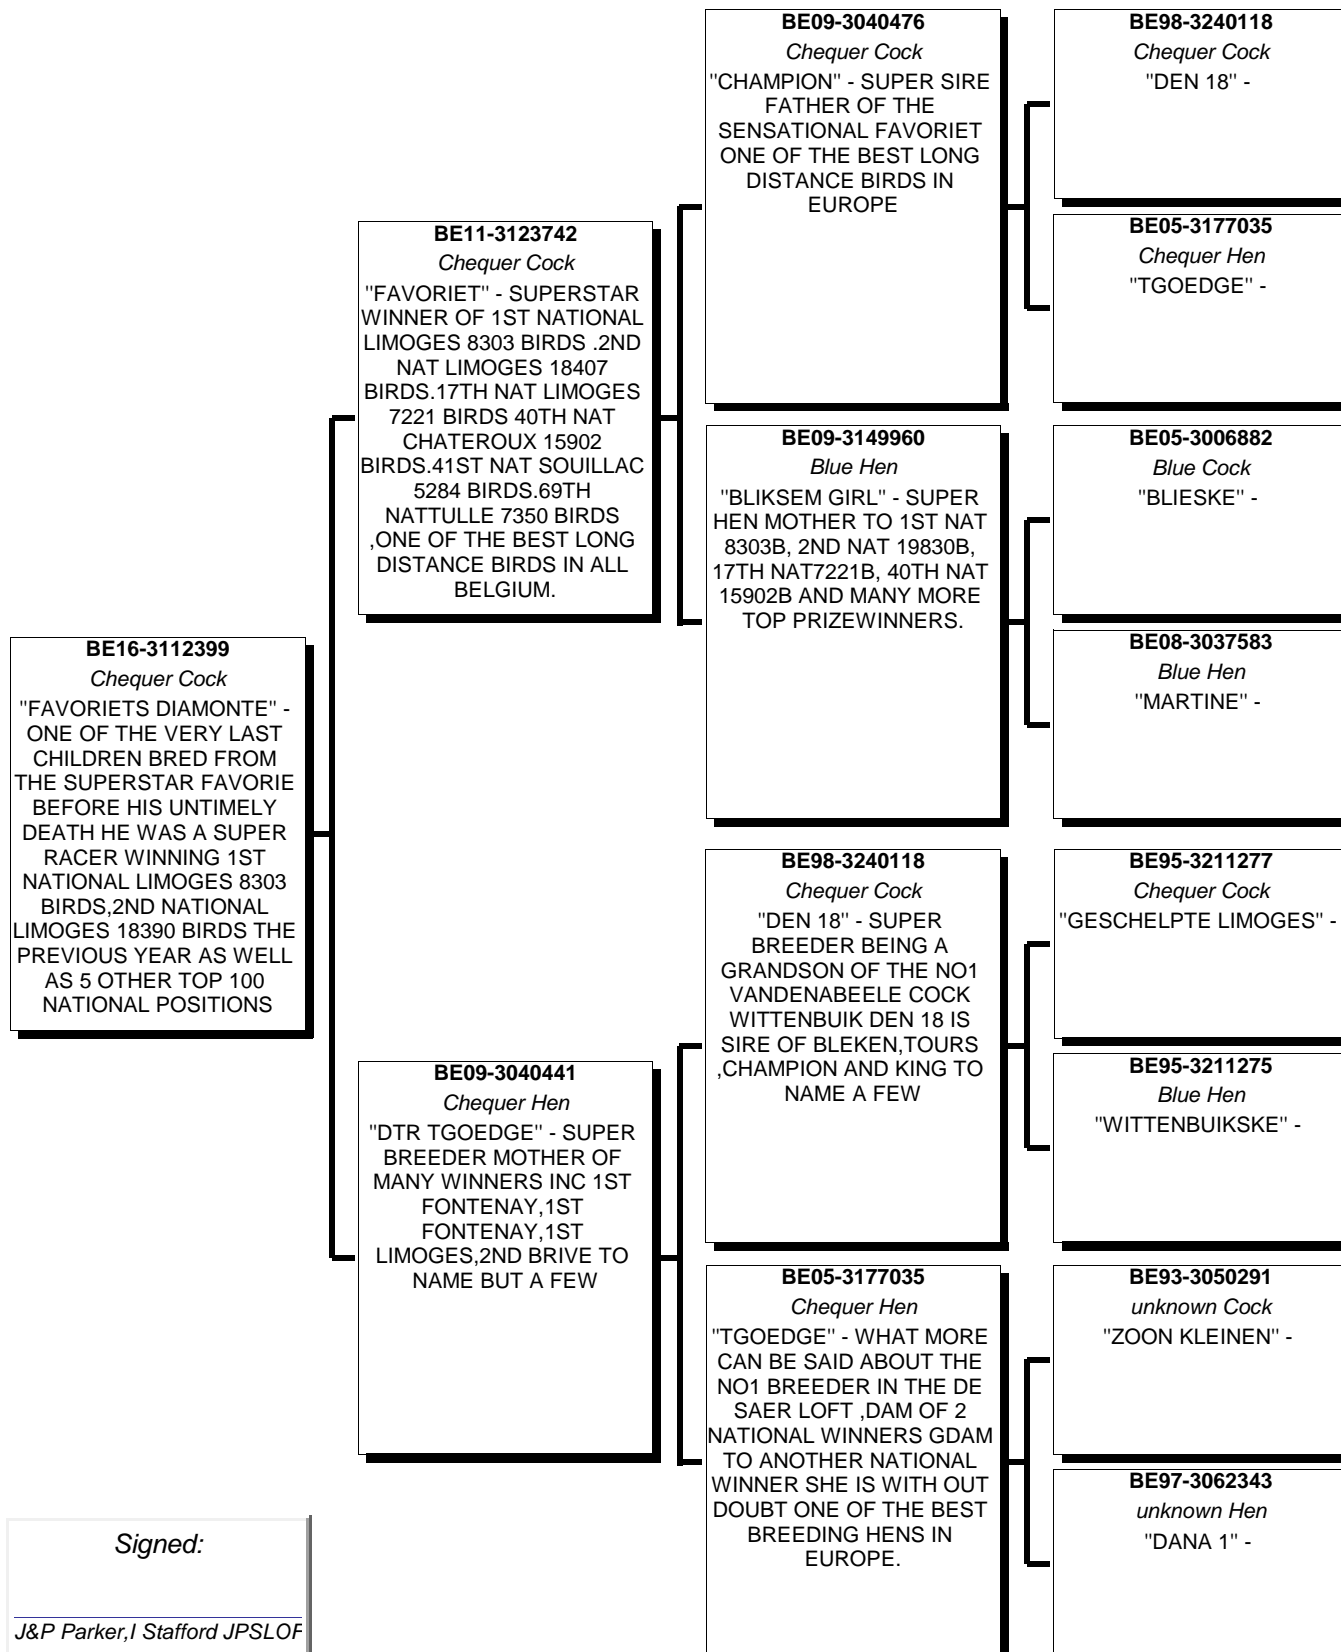 BE16-3112399
Chequer Cock
"FAVORIETS DIAMONTE" -
ONE OF THE VERY LAST
CHILDREN BRED FROM
THE SUPERSTAR FAVORIE
BEFORE HIS UNTIMELY
DEATH HE WAS A SUPER
RACER WINNING 1ST
NATIONAL LIMOGES 8303
BIRDS,2ND NATIONAL
LIMOGES 18390 BIRDS THE
PREVIOUS YEAR AS WELL
AS 5 OTHER TOP 100
NATIONAL POSITIONS
BE11-3123742
Chequer Cock
"FAVORIET" - SUPERSTAR
WINNER OF 1ST NATIONAL
LIMOGES 8303 BIRDS .2ND
NAT LIMOGES 18407
BIRDS.17TH NAT LIMOGES
7221 BIRDS 40TH NAT
CHATEROUX 15902
BIRDS.41ST NAT SOUILLAC
5284 BIRDS.69TH
NATTULLE 7350 BIRDS
,ONE OF THE BEST LONG
DISTANCE BIRDS IN ALL
BELGIUM.
BE09-3040441
Chequer Hen
"DTR TGOEDGE" - SUPER
BREEDER MOTHER OF
MANY WINNERS INC 1ST
FONTENAY,1ST
FONTENAY,1ST
LIMOGES,2ND BRIVE TO
NAME BUT A FEW
BE09-3040476
Chequer Cock
"CHAMPION" - SUPER SIRE
FATHER OF THE
SENSATIONAL FAVORIET
ONE OF THE BEST LONG
DISTANCE BIRDS IN
EUROPE
BE09-3149960
Blue Hen
"BLIKSEM GIRL" - SUPER
HEN MOTHER TO 1ST NAT
8303B, 2ND NAT 19830B,
17TH NAT7221B, 40TH NAT
15902B AND MANY MORE
TOP PRIZEWINNERS.
BE98-3240118
Chequer Cock
"DEN 18" - SUPER
BREEDER BEING A
GRANDSON OF THE NO1
VANDENABEELE COCK
WITTENBUIK DEN 18 IS
SIRE OF BLEKEN,TOURS
,CHAMPION AND KING TO
NAME A FEW
BE05-3177035
Chequer Hen
"TGOEDGE" - WHAT MORE
CAN BE SAID ABOUT THE
NO1 BREEDER IN THE DE
SAER LOFT ,DAM OF 2
NATIONAL WINNERS GDAM
TO ANOTHER NATIONAL
WINNER SHE IS WITH OUT
DOUBT ONE OF THE BEST
BREEDING HENS IN
EUROPE.
BE98-3240118
Chequer Cock
"DEN 18" -
BE05-3177035
Chequer Hen
"TGOEDGE" -
BE05-3006882
Blue Cock
"BLIESKE" -
BE08-3037583
Blue Hen
"MARTINE" -
BE95-3211277
Chequer Cock
"GESCHELPTE LIMOGES" -
BE95-3211275
Blue Hen
"WITTENBUIKSKE" -
BE93-3050291
unknown Cock
"ZOON KLEINEN" -
BE97-3062343
unknown Hen
"DANA 1" -
Signed:
J&P Parker,I Stafford JPSLOF